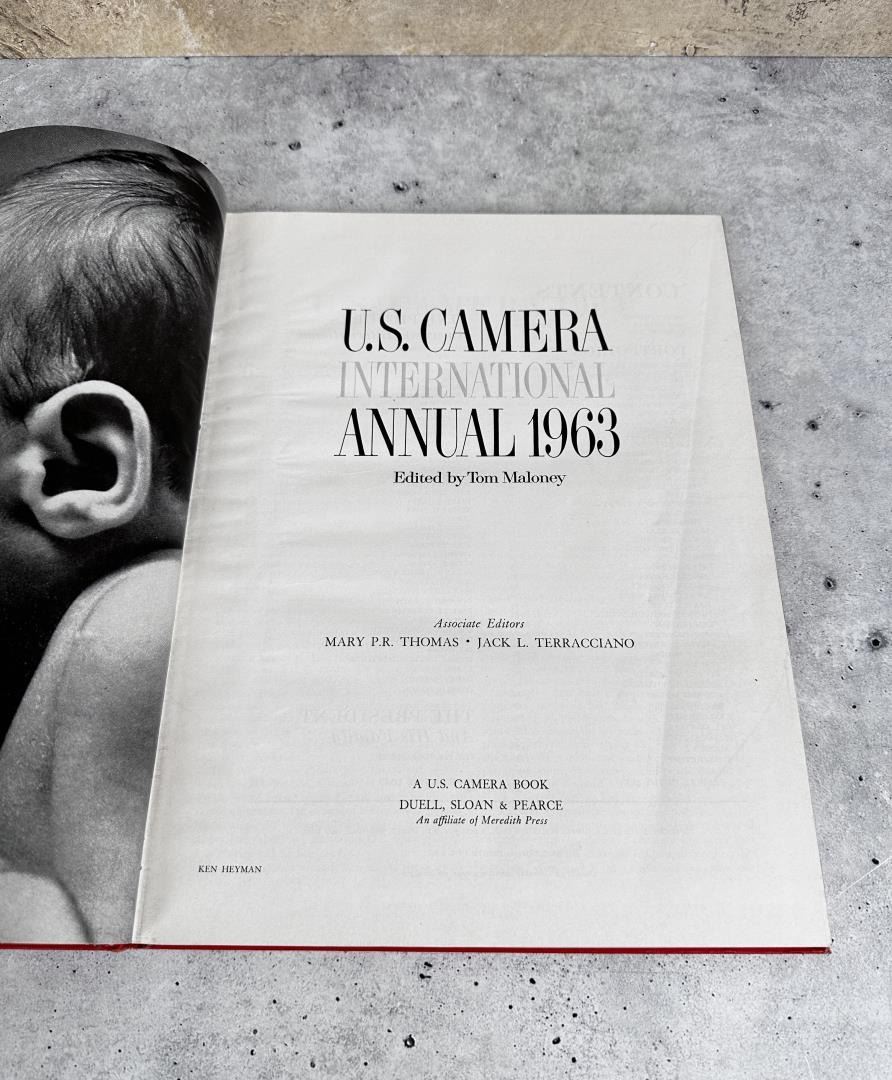 U.S. CAMERA
INTERNATIONAL
ANNUAL 1963
Edited by Tom Maloney
Associate Editors
MARY P.R. THOMAS • JACK L. TERRACCIANO
A U.S. CAMERA BOOK
DUELL, SLOAN & PEARCE
An affiliate of Meredith Press
KEN HEYMAN